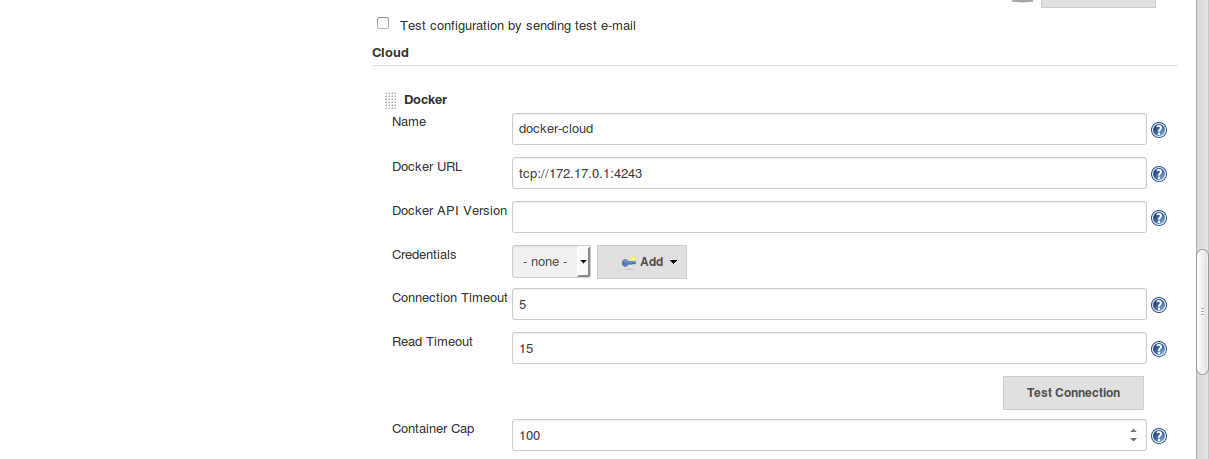 Test configuration by sending test e-mail
Cloud
Docker
Name docker-cloud
Docker URL tcp://172.17.0.1:4243
Docker API Version
Credentials - none - Add
Connection Timeout 5
Read Timeout 15
Test Connection
Container Cap 100